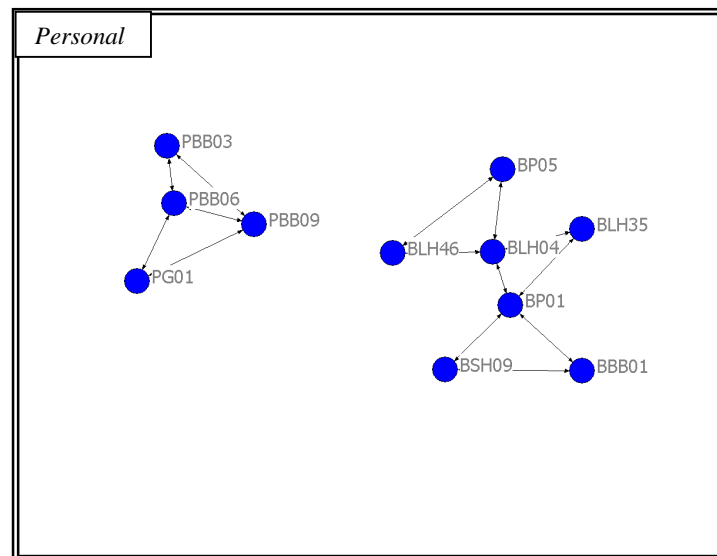 Personal
PBB03
PBB06
PBB09
PG01
BP05
BLH35
BLH46
BLH04
BP01
BSH09
BBB01